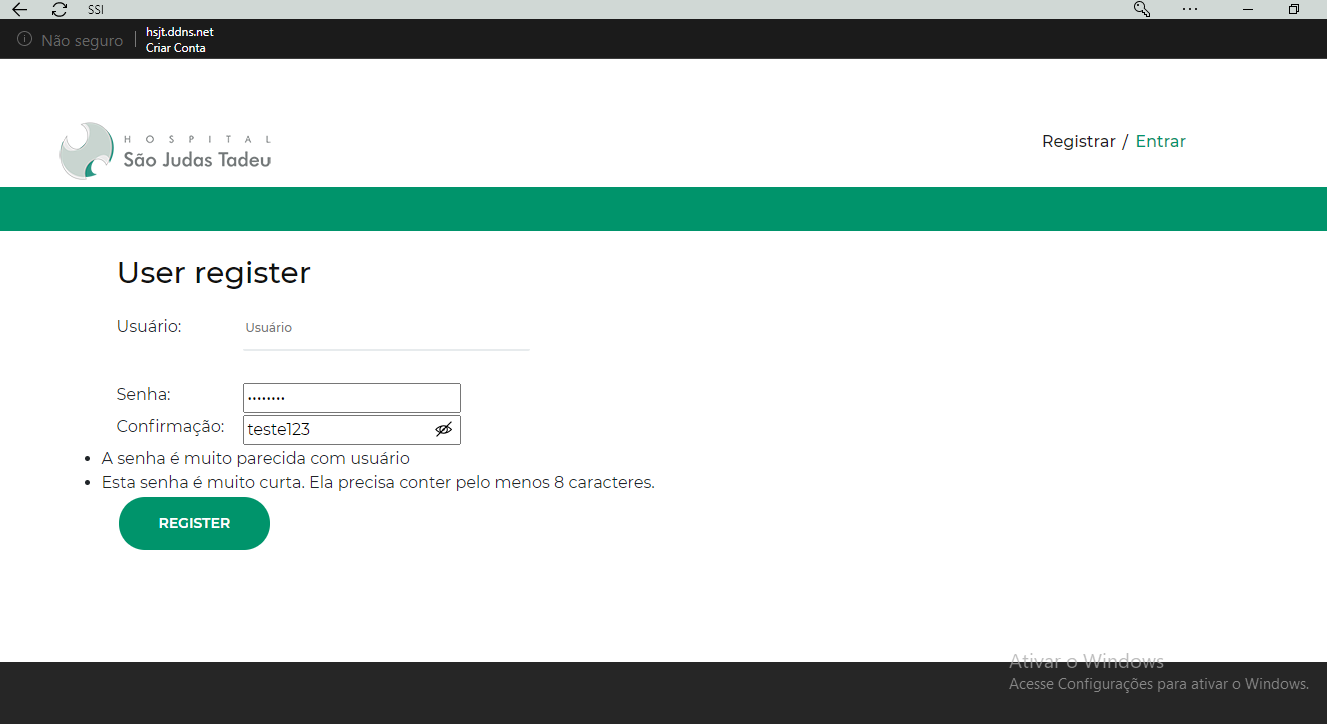 SSI
Não seguro
hsjt.ddns.net
Criar Conta
HOSPITAL
São Judas Tadeu
Registrar / Entrar
User register
Usuário: Usuário
Senha: ••••••••
Confirmação: teste123
• A senha é muito parecida com usuário
• Esta senha é muito curta. Ela precisa conter pelo menos 8 caracteres.
REGISTER
Ativar o Windows
Acesse Configurações para ativar o Windows.